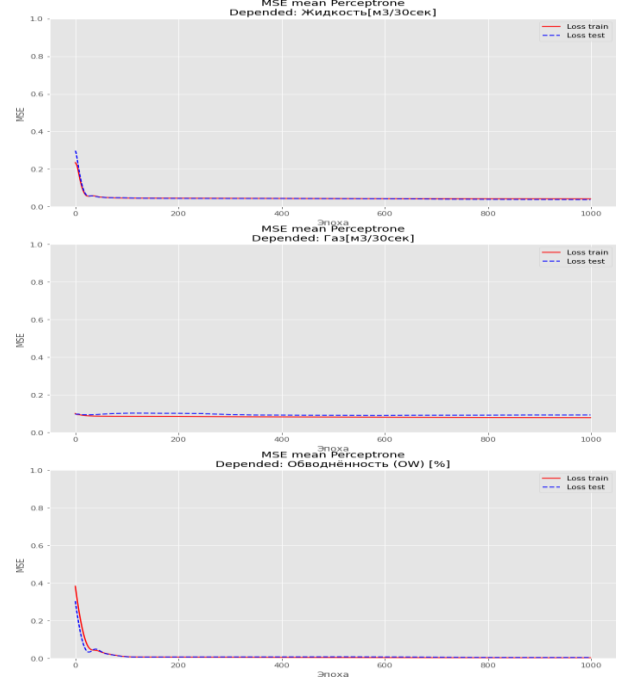 MSE mean Perceptrone
Depended: Жидкость[м3/30сек]
1.0
0.8
0.6
0.4
0.2
0.0
MSE
Loss train
Loss test
0
200
400
600
800
1000
Эпоха
MSE mean Perceptrone
Depended: Газ[м3/30сек]
1.0
0.8
0.6
0.4
0.2
0.0
MSE
Loss train
Loss test
0
200
400
600
800
1000
Эпоха
MSE mean Perceptrone
Depended: Обводнённость (OW) [%]
1.0
0.8
0.6
0.4
0.2
0.0
MSE
Loss train
Loss test
0
200
400
600
800
1000
Эпоха